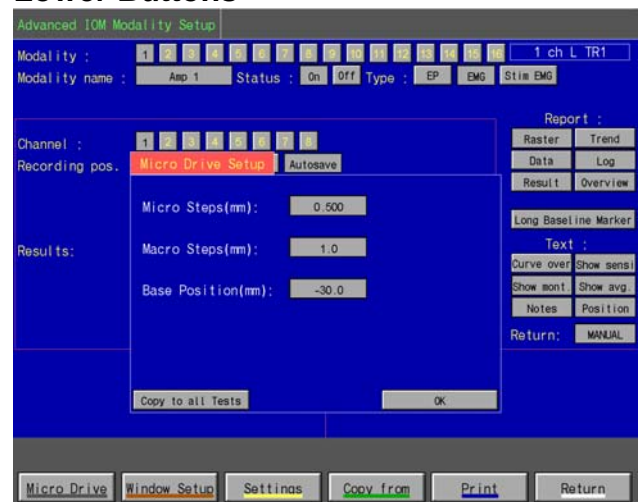 Lower Buttons
Advanced IOM Modality Setup
Modality : 1 2 3 4 5 6 7 8 9 10 11 12 13 14 15 16 1 ch L TR1
Modality name : Amp 1 Status : On Off Type : EP EMG Stim EMG
Report :
Channel : 1 2 3 4 5 6 7 8 Raster Trend
Recording pos. Micro Drive Setup Autosave Data Log
Result Overview
Micro Steps(mm): 0.500
Long Baseline Marker
Results: Macro Steps(mm): 1.0 Text :
Curve over Show sensi
Base Position(mm): -30.0 Show mont. Show avg.
Notes Position
Return: MANUAL
Copy to all Tests OK
Micro Drive Window Setup Settings Copy from Print Return